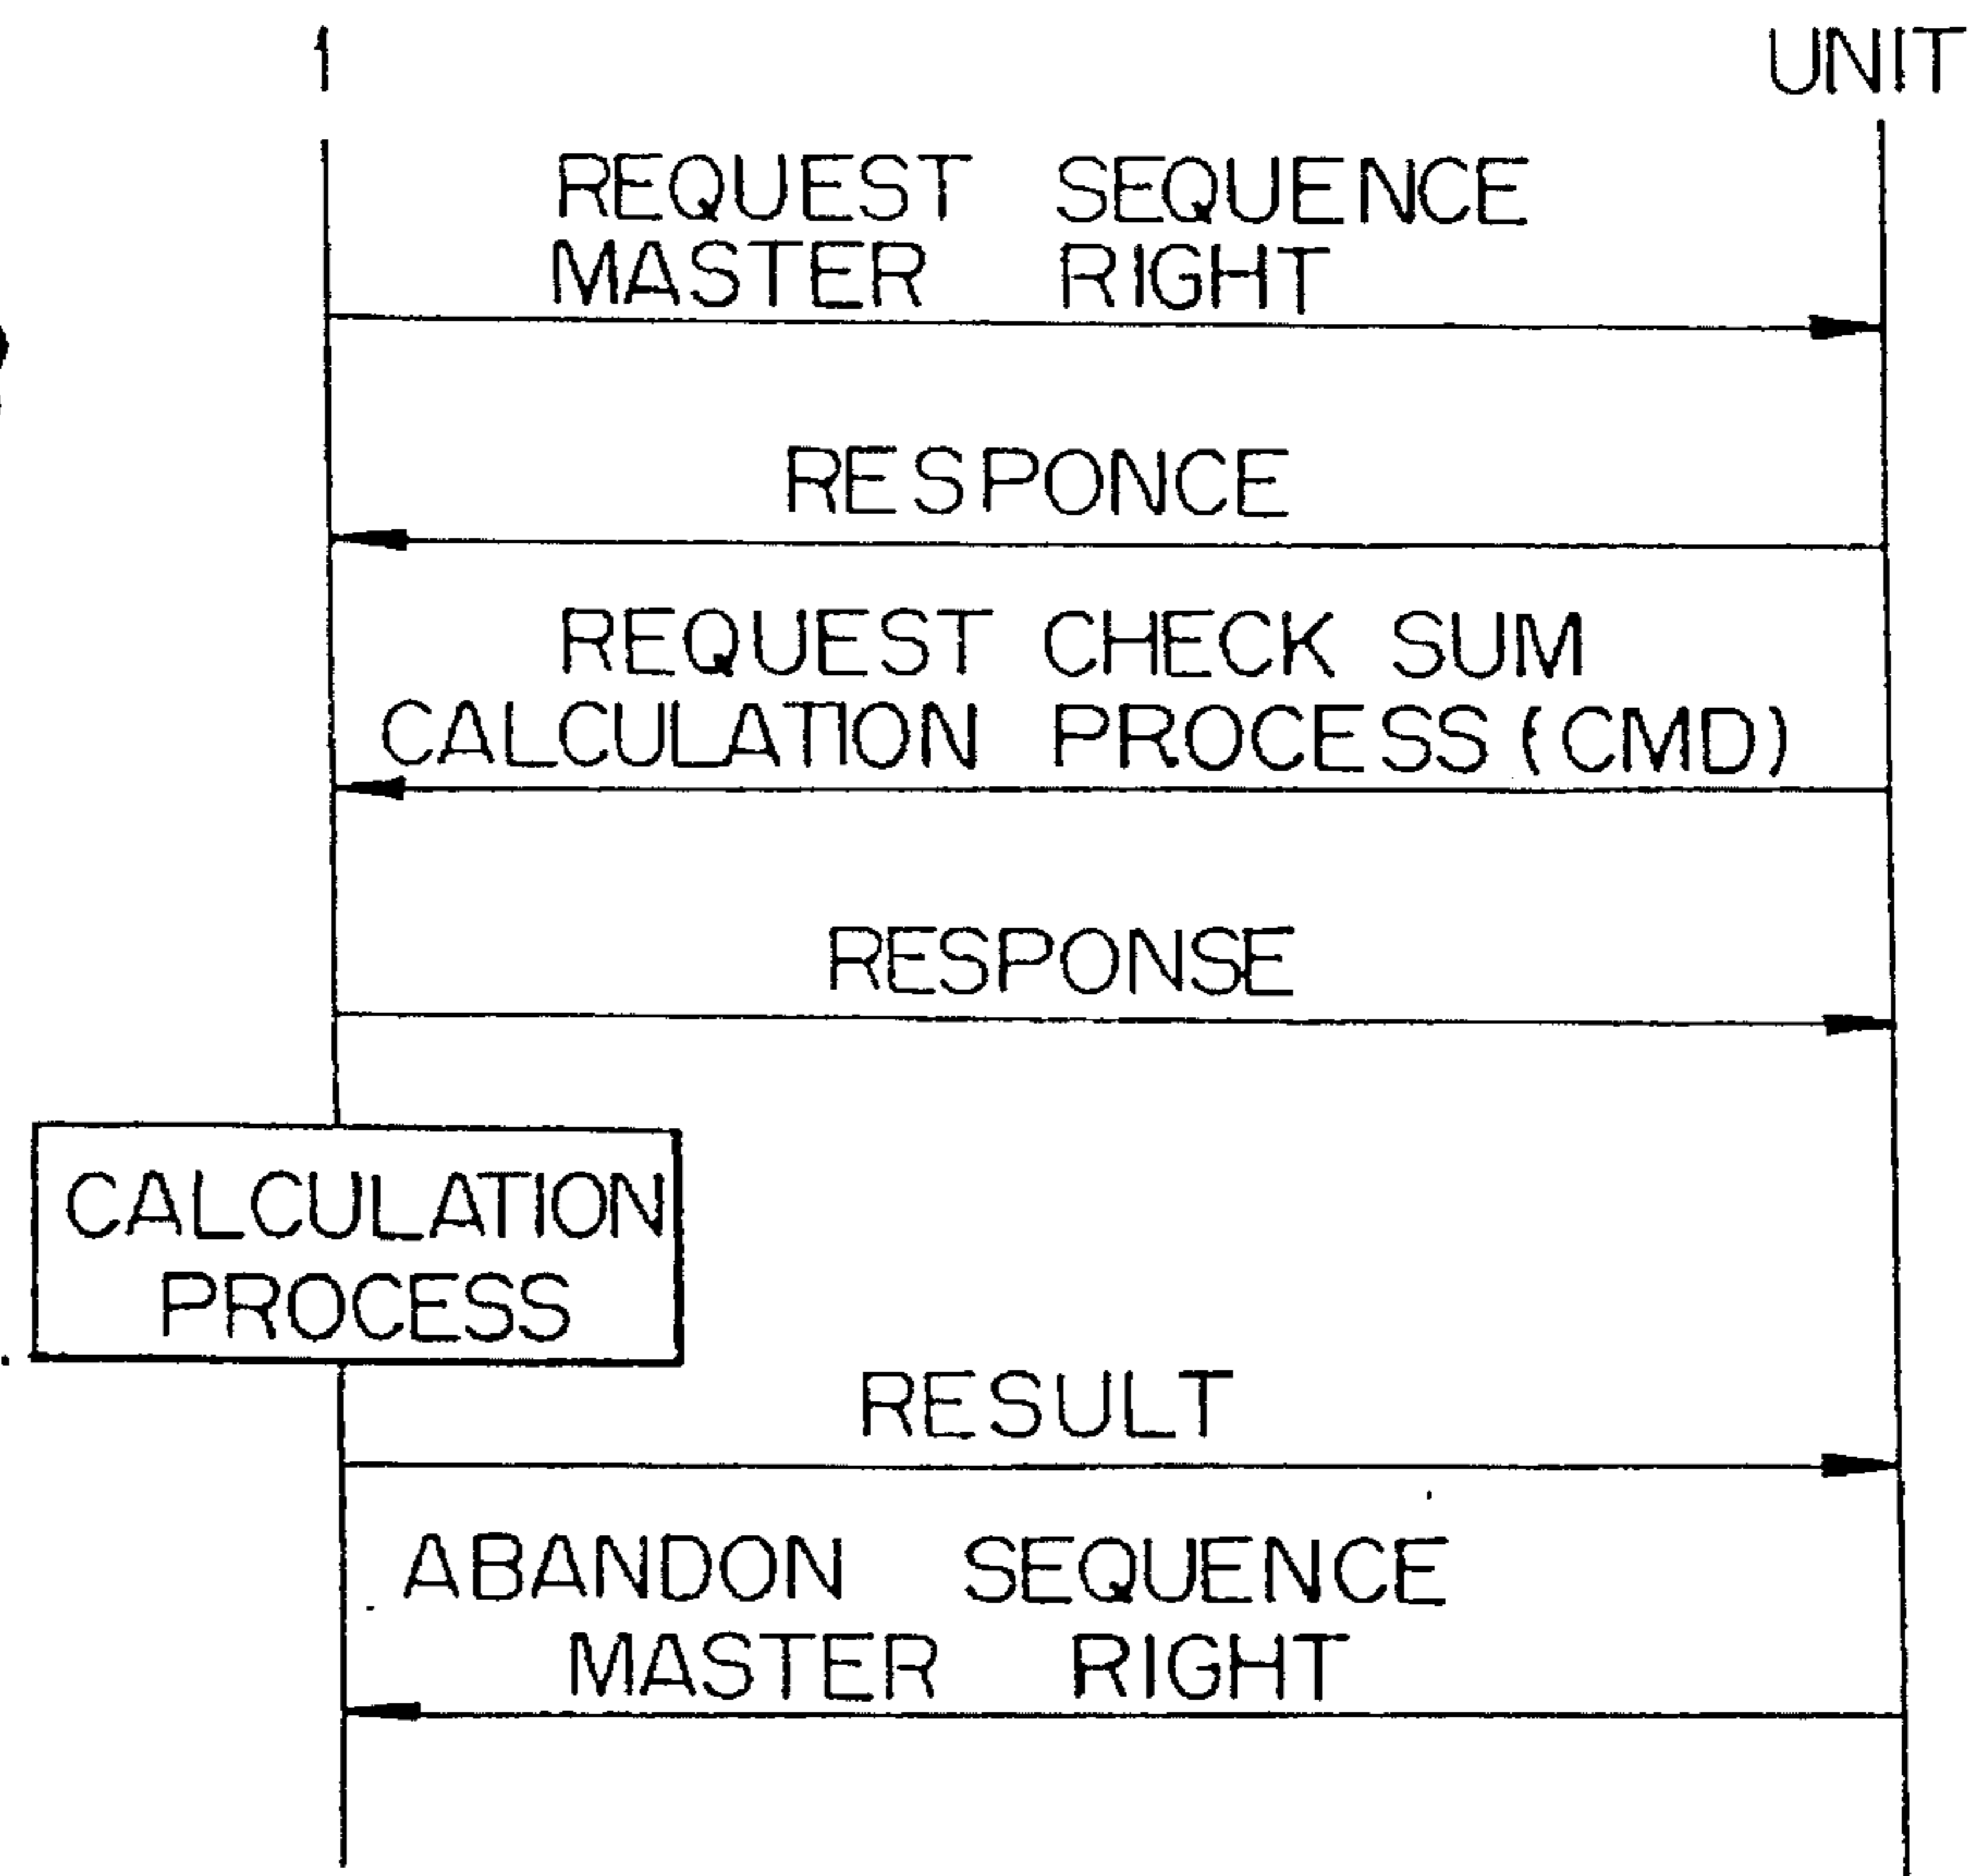 1
UNIT
REQUEST SEQUENCE
MASTER RIGHT
RESPONCE
REQUEST CHECK SUM
CALCULATION PROCESS (CMD)
RESPONSE
CALCULATION
PROCESS
RESULT
ABANDON SEQUENCE
MASTER RIGHT